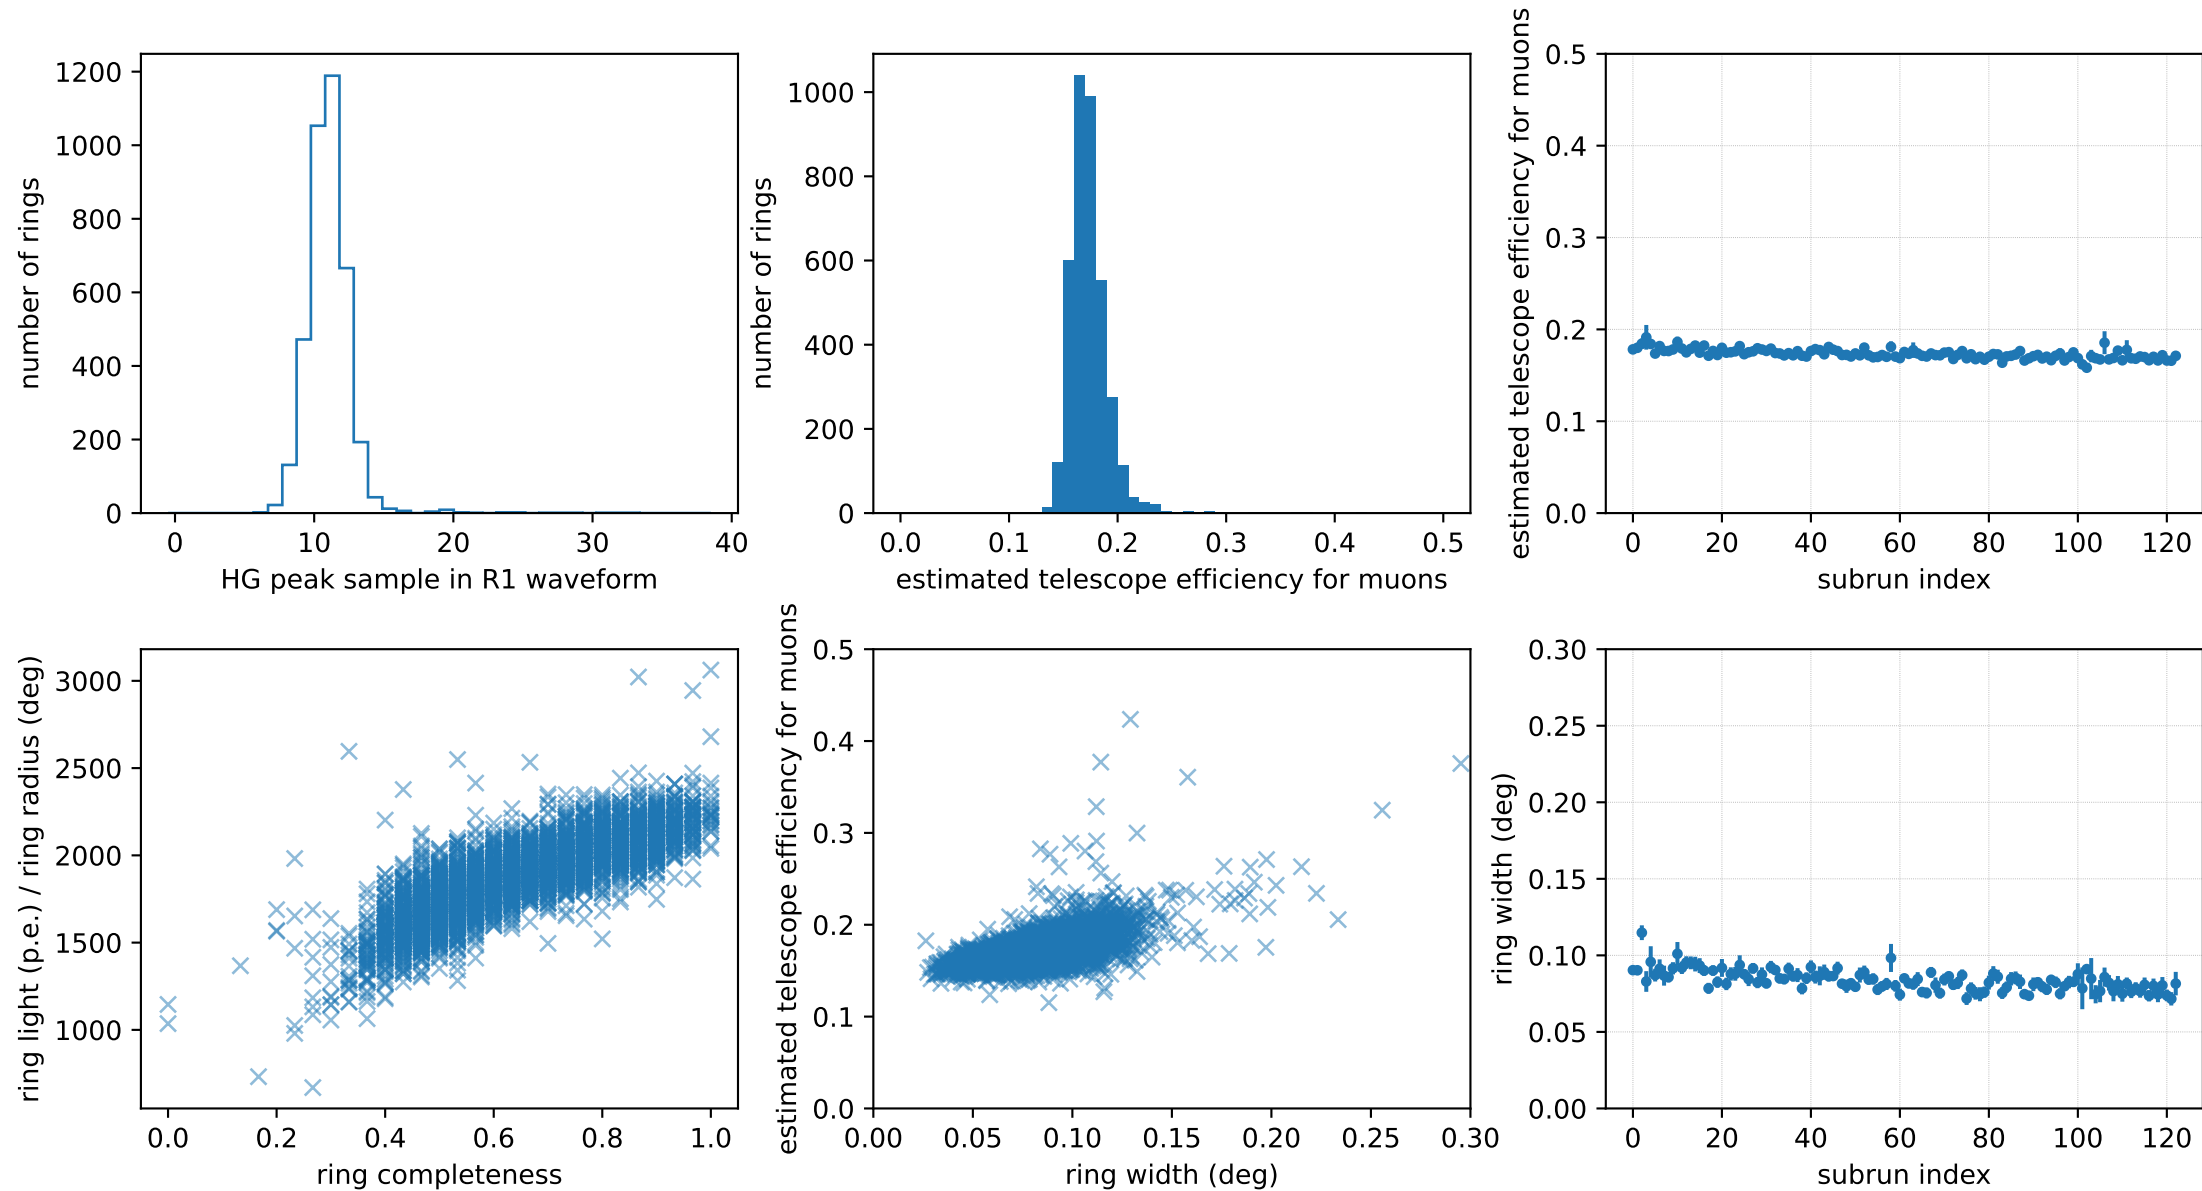 number of rings
1200
1000
800
600
400
200
0
0 10 20 30 40
HG peak sample in R1 waveform
number of rings
1000
800
600
400
200
0
0.0 0.1 0.2 0.3 0.4 0.5
estimated telescope efficiency for muons
estimated telescope efficiency for muons
0.5
0.4
0.3
0.2
0.1
0.0
0 20 40 60 80 100 120
subrun index
ring light (p.e.) / ring radius (deg)
3000
2500
2000
1500
1000
0.0 0.2 0.4 0.6 0.8 1.0
ring completeness
estimated telescope efficiency for muons
0.5
0.4
0.3
0.2
0.1
0.0
0.00 0.05 0.10 0.15 0.20 0.25 0.30
ring width (deg)
ring width (deg)
0.30
0.25
0.20
0.15
0.10
0.05
0.00
0 20 40 60 80 100 120
subrun index